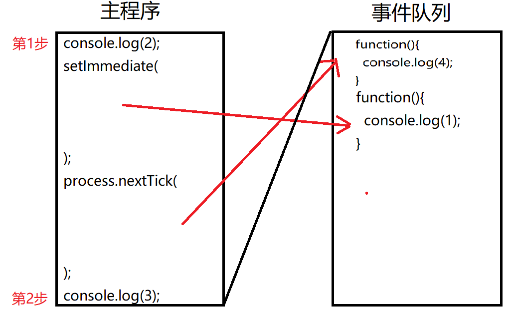 主程序
第1步
console.log(2);
setImmediate(
);
process.nextTick(
);
第2步
console.log(3);
事件队列
function(){
console.log(4);
}
function(){
console.log(1);
}